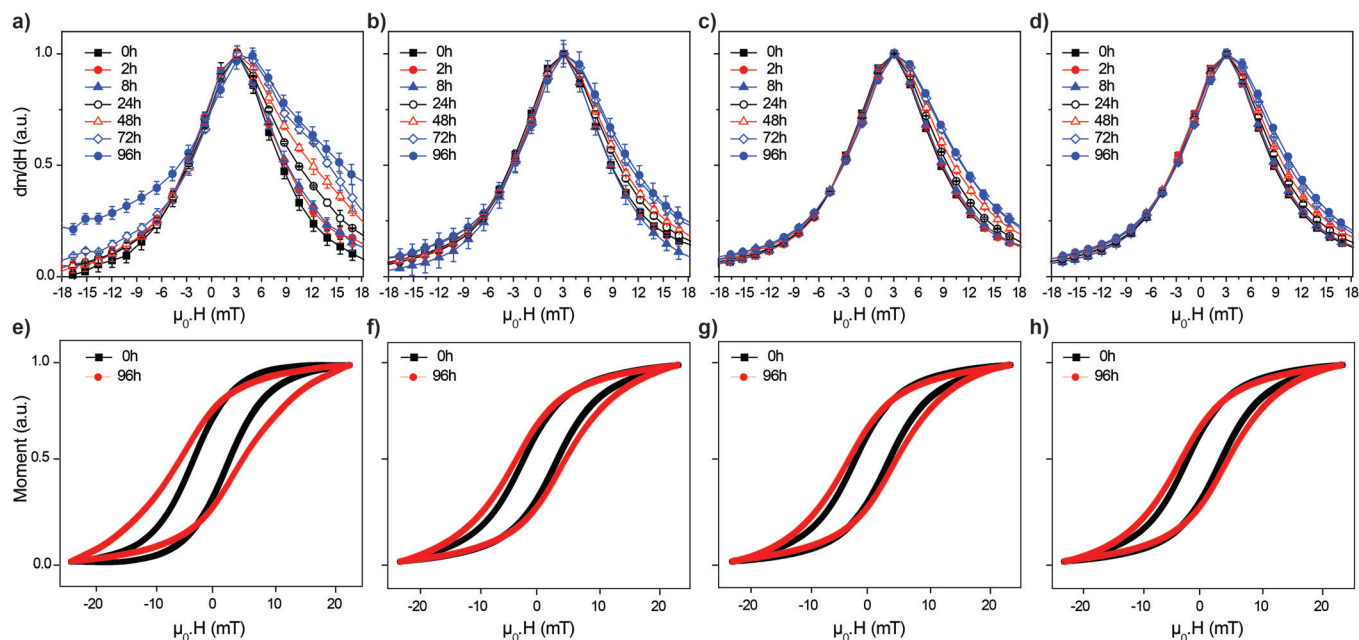 a) b) c) d)
dm/dH (a.u.)
1.0
0.5
0.0
0h
2h
8h
24h
48h
72h
96h
-18 -15 -12 -9 -6 -3 0 3 6 9 12 15 18
μ0.H (mT)
0h
2h
8h
24h
48h
72h
96h
-18 -15 -12 -9 -6 -3 0 3 6 9 12 15 18
μ0.H (mT)
0h
2h
8h
24h
48h
72h
96h
-18 -15 -12 -9 -6 -3 0 3 6 9 12 15 18
μ0.H (mT)
0h
2h
8h
24h
48h
72h
96h
-18 -15 -12 -9 -6 -3 0 3 6 9 12 15 18
μ0.H (mT)
e) f) g) h)
Moment (a.u.)
1.0
0.5
0.0
0h
96h
-20 -10 0 10 20
μ0.H (mT)
0h
96h
-20 -10 0 10 20
μ0.H (mT)
0h
96h
-20 -10 0 10 20
μ0.H (mT)
0h
96h
-20 -10 0 10 20
μ0.H (mT)